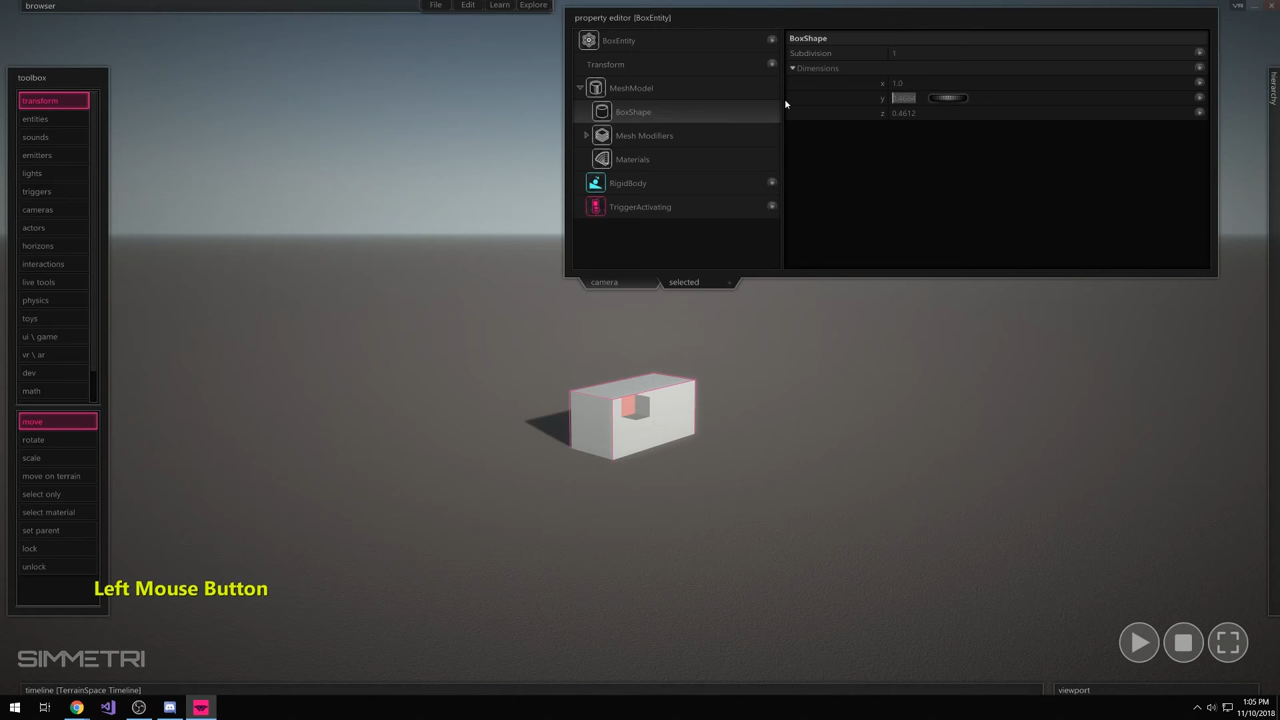 browser
File
Edit
Learn
Explore
VR
property editor [BoxEntity]
BoxEntity
Transform
MeshModel
BoxShape
Mesh Modifiers
Materials
RigidBody
TriggerActivating
BoxShape
Subdivision 1
Dimensions
x 1.0
y
z 0.4612
camera
selected
hierarchy
toolbox
transform
entities
sounds
emitters
lights
triggers
cameras
actors
horizons
interactions
live tools
physics
toys
ui \ game
vr \ ar
dev
math
move
rotate
scale
move on terrain
select only
select material
set parent
lock
unlock
Left Mouse Button
SIMMETRI
timeline [TerrainSpace Timeline]
viewport
1:05 PM
11/10/2018